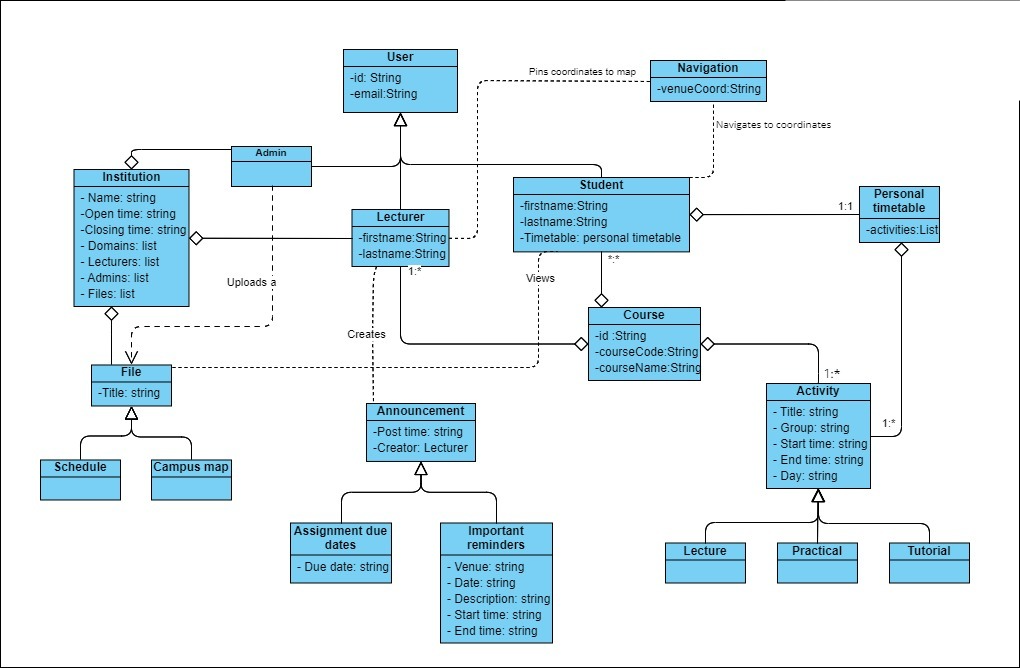 User
-id: String
-email:String
Pins coordinates to map
Navigation
-venueCoord:String
Navigates to coordinates
Admin
Institution
- Name: string
-Open time: string
-Closing time: string
- Domains: list
- Lecturers: list
- Admins: list
- Files: list
Lecturer
-firstname:String
-lastname:String
1:*
Student
-firstname:String
-lastname:String
-Timetable: personal timetable
*:*
1:1
Personal
timetable
-activities:List
Uploads a
Views
Creates
Course
-id :String
-courseCode:String
-courseName:String
1:*
1:*
File
-Title: string
Activity
- Title: string
- Group: string
- Start time: string
- End time: string
- Day: string
Announcement
-Post time: string
-Creator: Lecturer
Schedule
Campus map
Assignment due
dates
- Due date: string
Important
reminders
- Venue: string
- Date: string
- Description: string
- Start time: string
- End time: string
Lecture
Practical
Tutorial